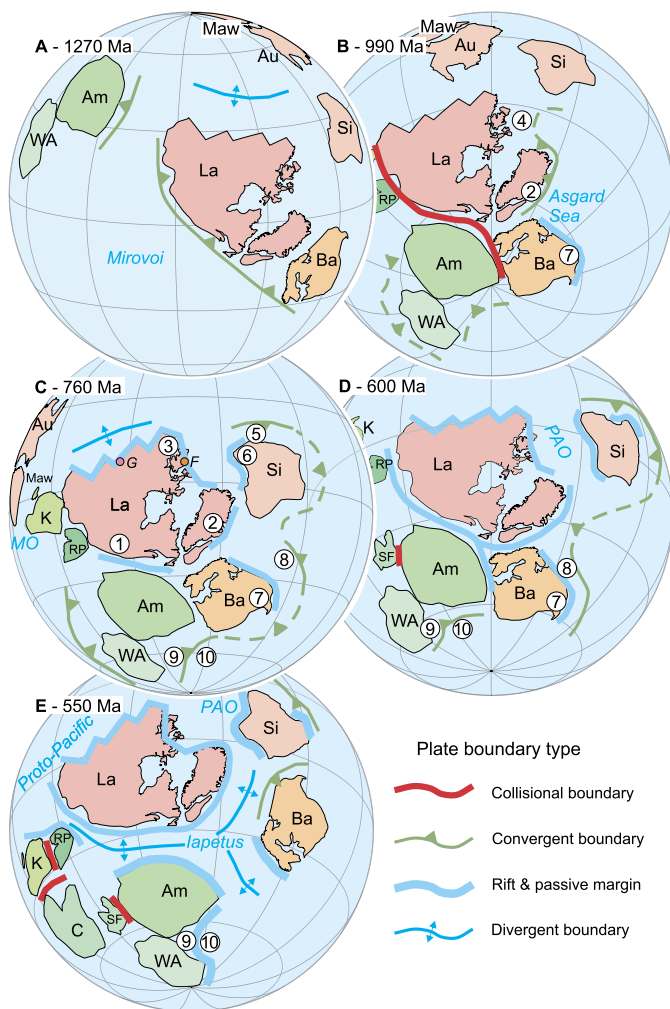 A - 1270 Ma
Maw
Au
Am
WA
Si
La
Mirovoi
Ba
B - 990 Ma
Maw
Au
Si
4
La
RP
2
Asgard
Sea
Am
Ba
7
WA
C - 760 Ma
Au
3
G
F
5
6
Si
Maw
K
La
MO
RP
1
2
8
Am
Ba
7
WA
9
10
D - 600 Ma
K
PAO
Si
La
RP
SF
Am
Ba
8
7
WA
9
10
E - 550 Ma
PAO
Si
Proto-Pacific
La
Ba
Iapetus
RP
K
Am
C
SF
9
10
WA
Plate boundary type
Collisional boundary
Convergent boundary
Rift & passive margin
Divergent boundary